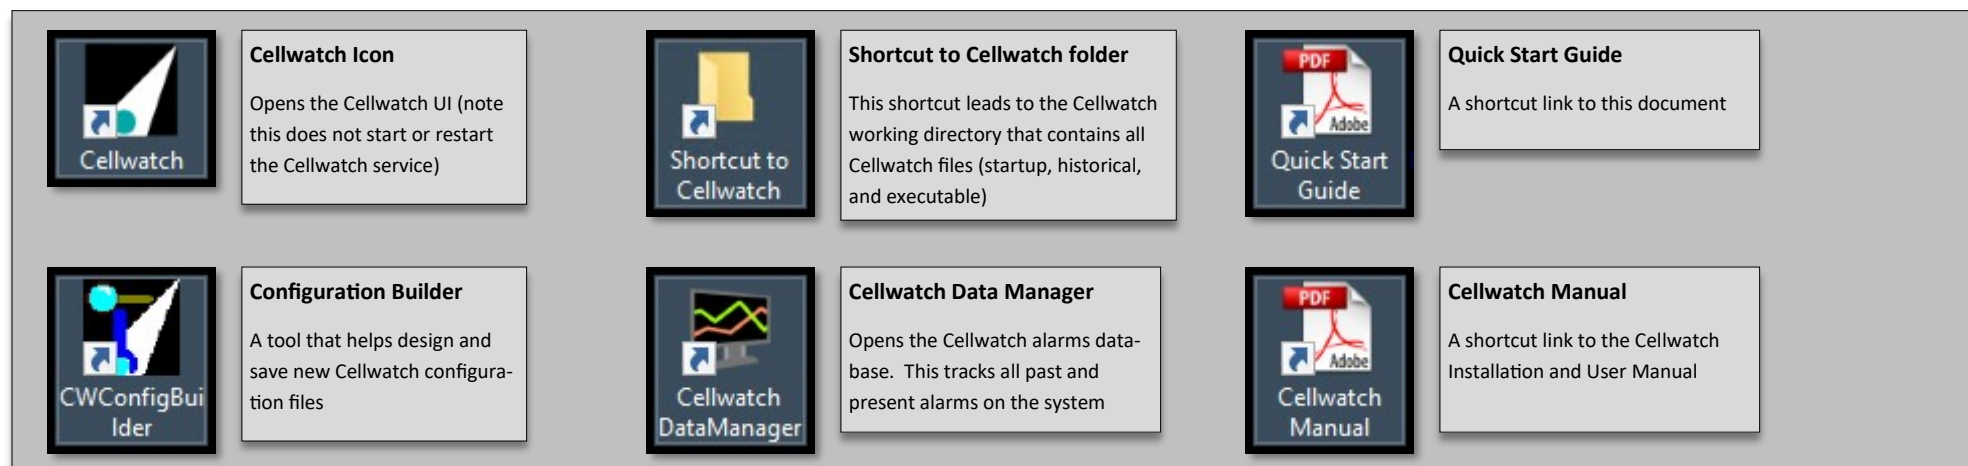 Cellwatch
Cellwatch Icon
Opens the Cellwatch UI (note
this does not start or restart
the Cellwatch service)
Shortcut to
Cellwatch
Shortcut to Cellwatch folder
This shortcut leads to the Cellwatch
working directory that contains all
Cellwatch files (startup, historical,
and executable)
PDF
Adobe
Quick Start
Guide
Quick Start Guide
A shortcut link to this document
CWConfigBui
lder
Configuration Builder
A tool that helps design and
save new Cellwatch configura-
tion files
Cellwatch
DataManager
Cellwatch Data Manager
Opens the Cellwatch alarms data-
base. This tracks all past and
present alarms on the system
PDF
Adobe
Cellwatch
Manual
Cellwatch Manual
A shortcut link to the Cellwatch
Installation and User Manual